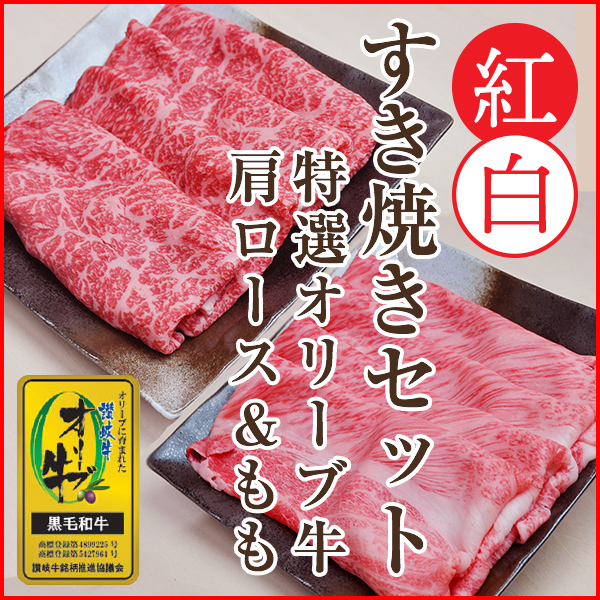 紅
白
すき焼きセット
特選オリーブ牛
肩ロース&もも
オリーブに育まれた
讃岐牛
オリーブ牛
黒毛和牛
商標登録第4899225号
商標登録第5427961号
讃岐牛銘柄推進協議会